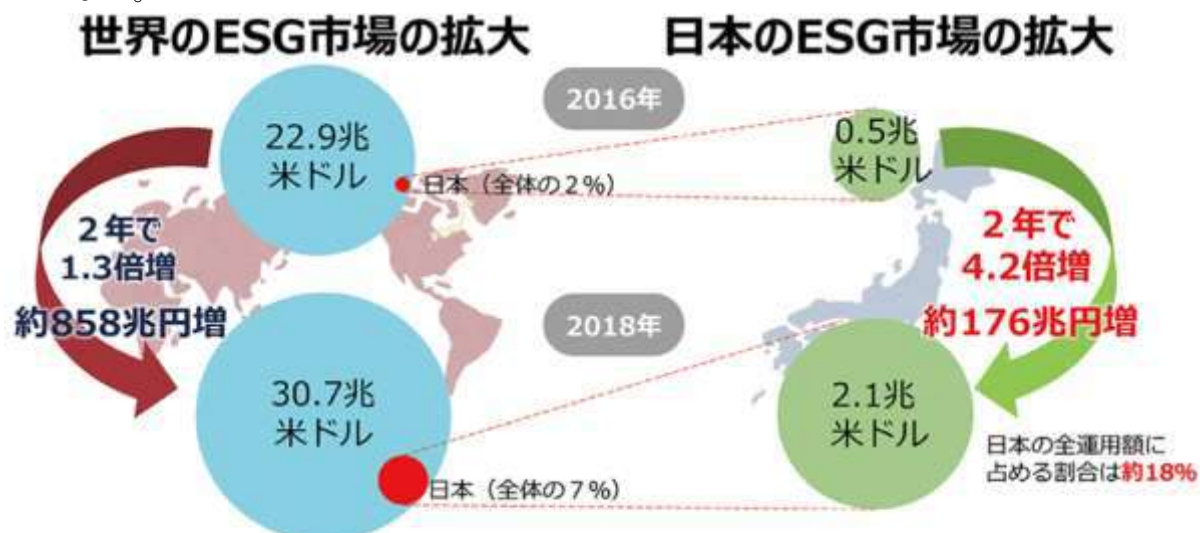 世界のESG市場の拡大
日本のESG市場の拡大
2016年
22.9兆
米ドル
日本（全体の２%）
0.5兆
米ドル
２年で
1.3倍増
約858兆円増
２年で
4.2倍増
約176兆円増
2018年
30.7兆
米ドル
日本（全体の７%）
2.1兆
米ドル
日本の全運用額に
占める割合は約18%